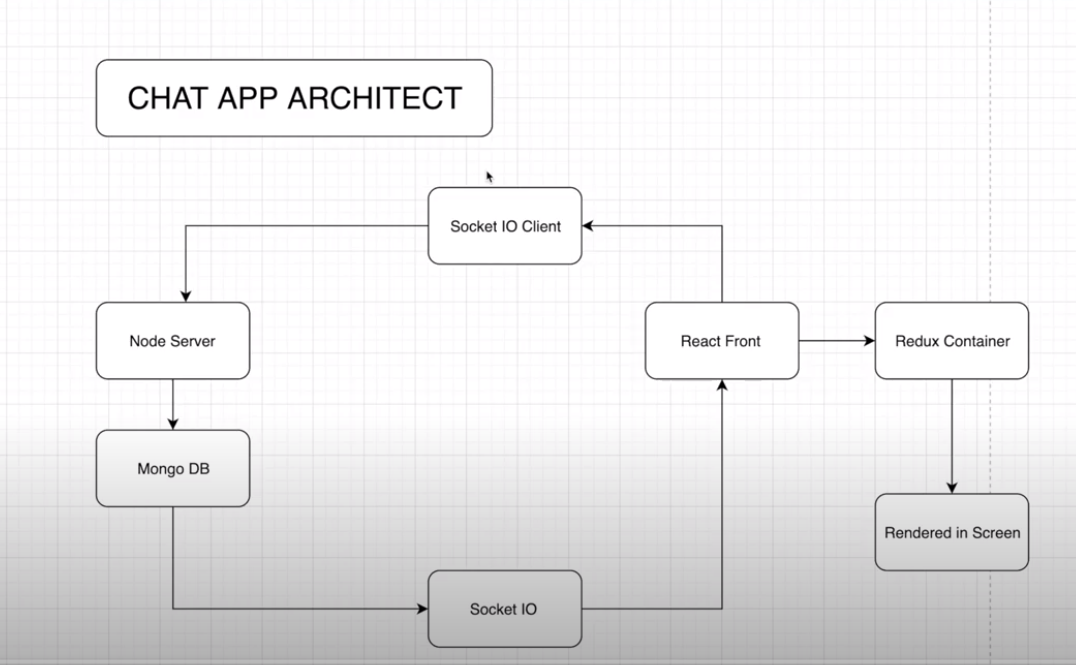 CHAT APP ARCHITECT
Socket IO Client
Node Server
React Front
Redux Container
Mongo DB
Rendered in Screen
Socket IO